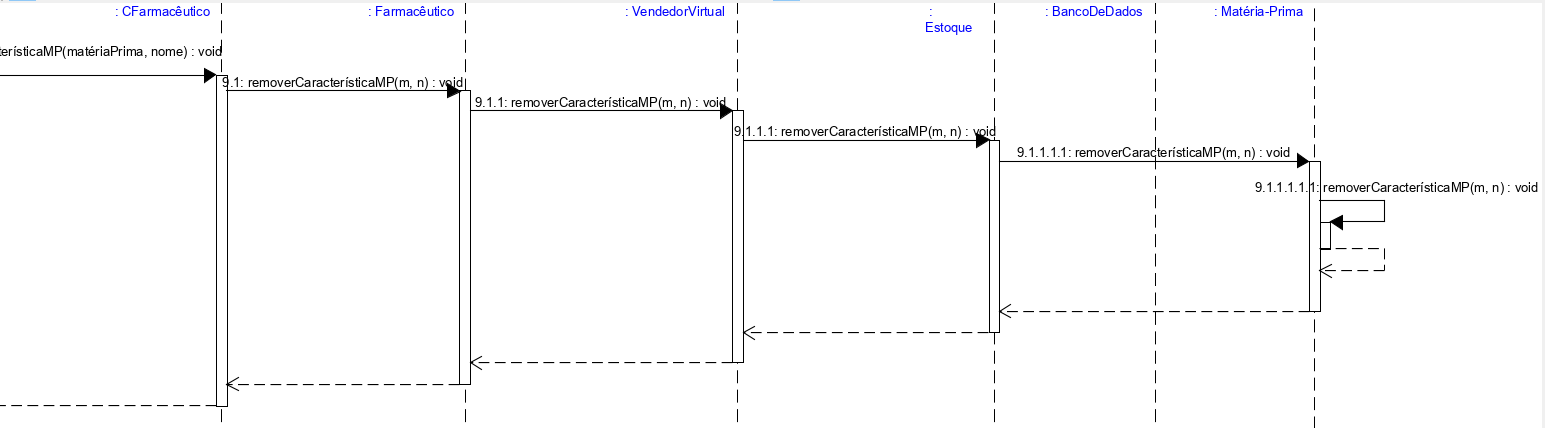 : CFarmacêutico
: Farmacêutico
: VendedorVirtual
:
Estoque
: BancoDeDados
: Matéria-Prima
terísticaMP(matériaPrima, nome) : void
9.1: removerCaracterísticaMP(m, n) : void
9.1.1: removerCaracterísticaMP(m, n) : void
9.1.1.1: removerCaracterísticaMP(m, n) : void
9.1.1.1.1: removerCaracterísticaMP(m, n) : void
9.1.1.1.1.1: removerCaracterísticaMP(m, n) : void